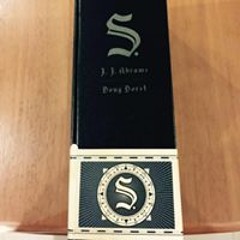 S.
J. J. Abrams
Doug Dorst
S.